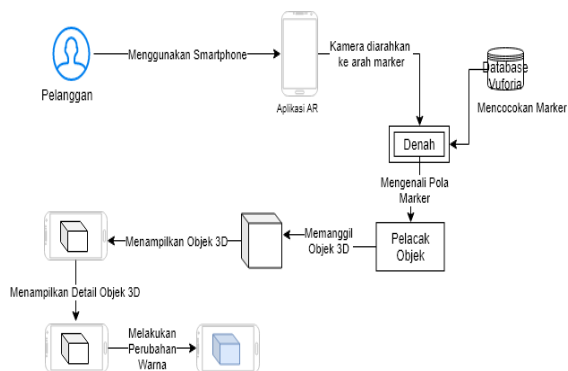 Menggunakan Smartphone
Pelanggan
Aplikasi AR
Kamera diarahkan
ke arah marker
Database
Vuforia
Mencocokan Marker
Denah
Mengenali Pola
Marker
Pelacak
Objek
Memanggil
Objek 3D
Menampilkan Objek 3D
Menampilkan Detail Objek 3D
Melakukan
Perubahan
Warna